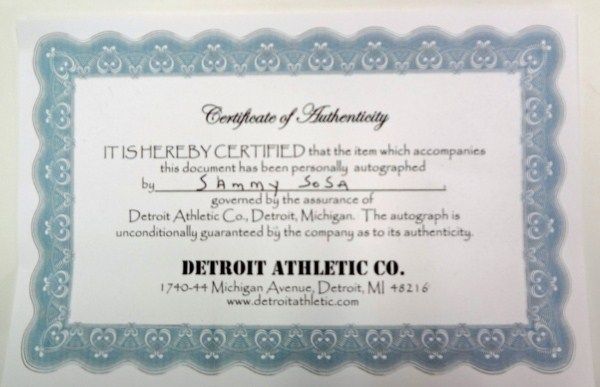 Certificate of Authenticity
IT IS HEREBY CERTIFIED that the item which accompanies
this document has been personally autographed
by SAmmy SoSA.
governed by the assurance of
Detroit Athletic Co., Detroit, Michigan. The autograph is
unconditionally guaranteed by the company as to its authenticity.
DETROIT ATHLETIC CO.
1740-44 Michigan Avenue, Detroit, MI 48216
www.detroitathletic.com